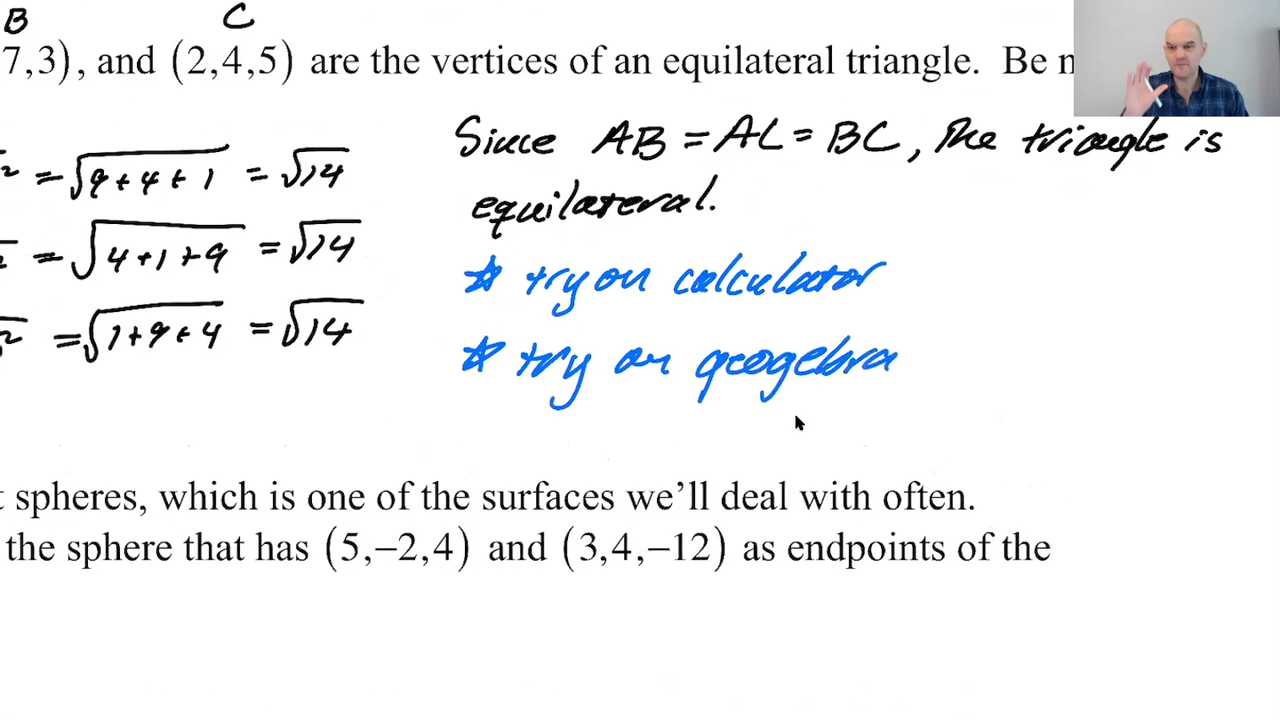 B C
7,3), and (2,4,5) are the vertices of an equilateral triangle. Be
2 = √9+4+1 = √14
Since AB = AC = BC, the triangle is
equilateral.
2 = √4+1+9 = √14
* try on calculator
2 = √1+9+4 = √14
* try on geogebra
spheres, which is one of the surfaces we’ll deal with often.
the sphere that has (5,−2,4) and (3,4,−12) as endpoints of the